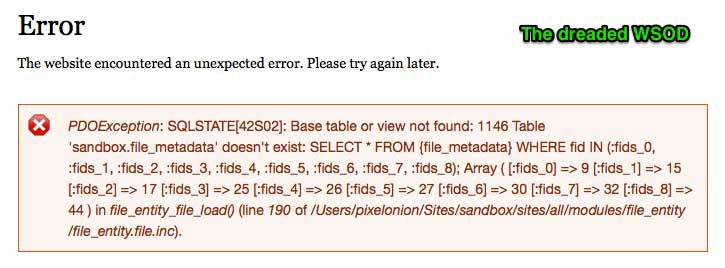 Error
The dreaded WSOD
The website encountered an unexpected error. Please try again later.
PDOException: SQLSTATE[42S02]: Base table or view not found: 1146 Table
'sandbox.file_metadata' doesn't exist: SELECT * FROM {file_metadata} WHERE fid IN (:fids_0,
:fids_1, :fids_2, :fids_3, :fids_4, :fids_5, :fids_6, :fids_7, :fids_8); Array ( [:fids_0] => 9 [:fids_1] => 15
[:fids_2] => 17 [:fids_3] => 25 [:fids_4] => 26 [:fids_5] => 27 [:fids_6] => 30 [:fids_7] => 32 [:fids_8] =>
44 ) in file_entity_file_load() (line 190 of /Users/pixelonion/Sites/sandbox/sites/all/modules/file_entity
/file_entity.file.inc).